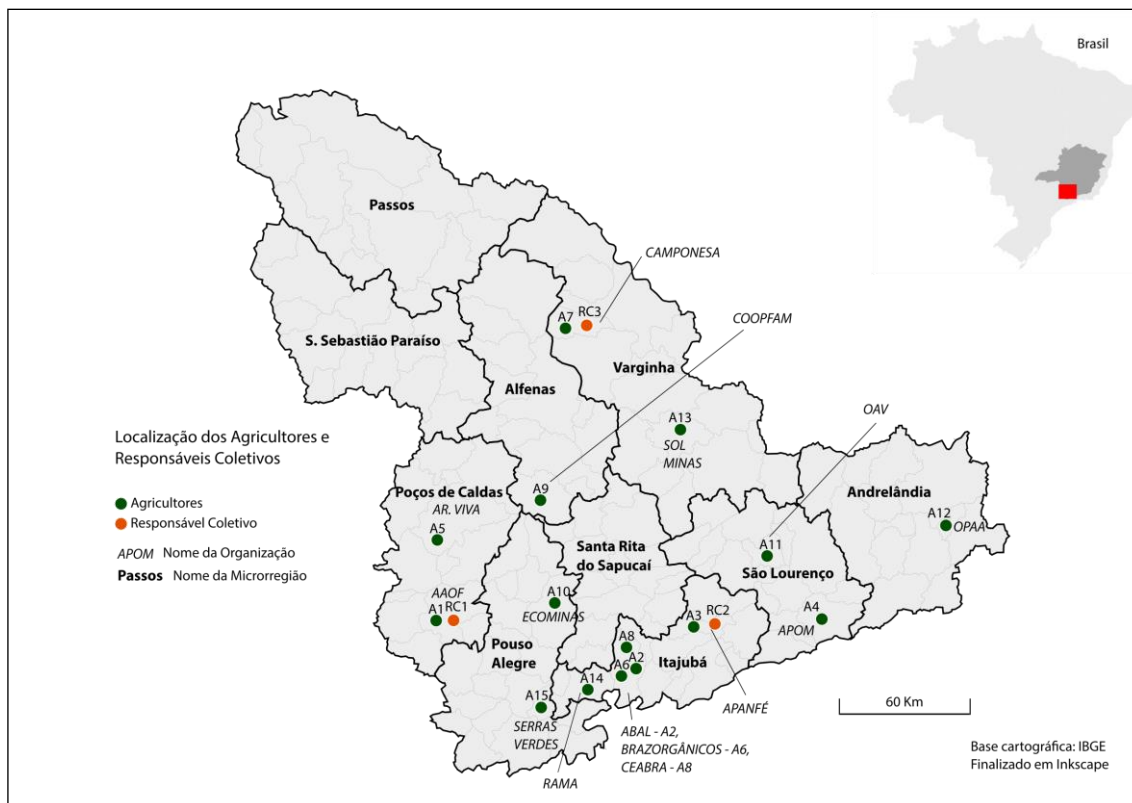 Brasil
Passos
CAMPONESA
A7
RC3
COOPFAM
S. Sebastião Paraíso
Varginha
Alfenas
OAV
A13
SOL
MINAS
Localização dos Agricultores e
Responsáveis Coletivos
Agricultores
Responsável Coletivo
APOM Nome da Organização
Passos Nome da Microrregião
Poços de Caldas
AR. VIVA
A5
A9
Andrelândia
A12
OPAA
Santa Rita
do Sapucaí
A11
São Lourenço
AAOF
A1
RC1
A10
ECOMINAS
A3
RC2
A4
APOM
Pouso
Alegre
A8
A2
A6
Itajubá
A14
A15
SERRAS
VERDES
RAMA
ABAL - A2,
BRAZORGÂNICOS - A6,
CEABRA - A8
APANFÉ
60 Km
Base cartográfica: IBGE
Finalizado em Inkscape